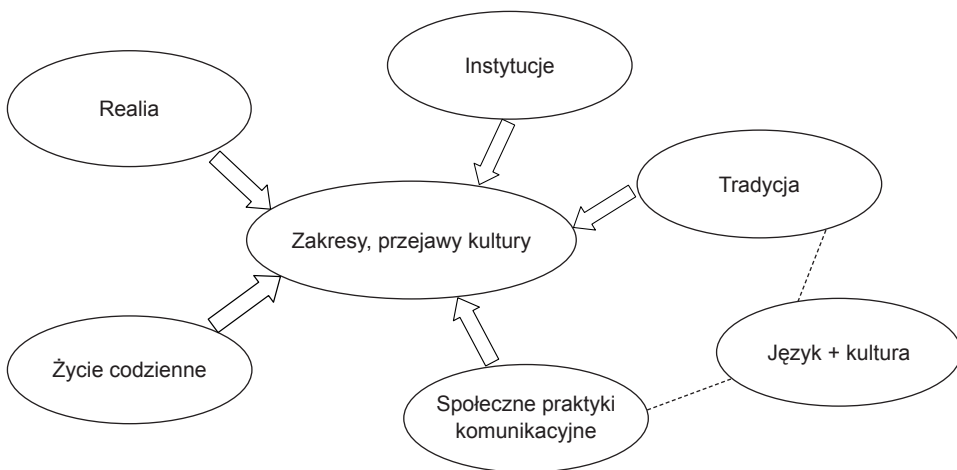 Instytucje
Realia
Tradycja
Zakresy, przejawy kultury
Język + kultura
Życie codzienne
Społeczne praktyki
komunikacyjne